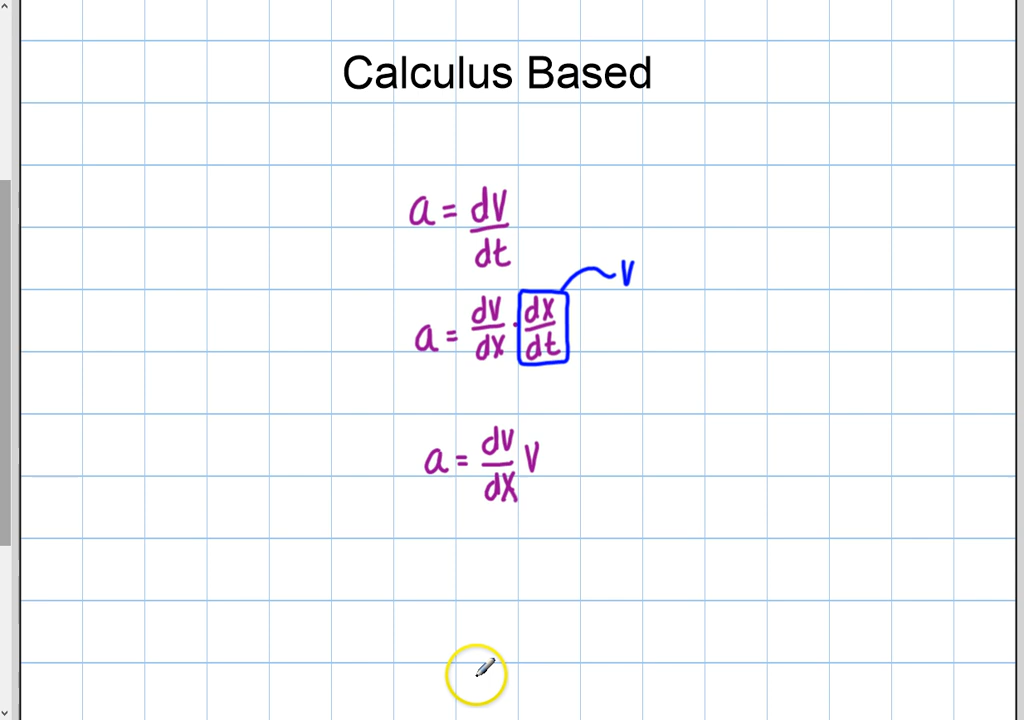 Calculus Based
a = dV/dt
V
a = dV/dX · dX/dt
a = dV/dX V